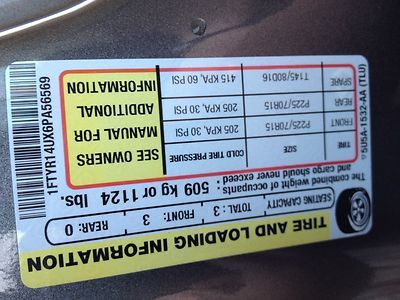 TIRE AND LOADING INFORMATION
SEATING CAPACITY
TOTAL: 3 FRONT: 3 REAR: 0
The combined weight of occupants and cargo should never exceed : 509 kg or 1124 lbs.
TIRE SIZE COLD TIRE PRESSURE
FRONT P225/70R15 205 KPA, 30 PSI
REAR P225/70R15 205 KPA, 30 PSI
SPARE T145/80D16 415 KPA, 60 PSI
SEE OWNERS
MANUAL FOR
ADDITIONAL
INFORMATION
5U5A-1532-AA (TLU)
1FTYR14UX6PA56569